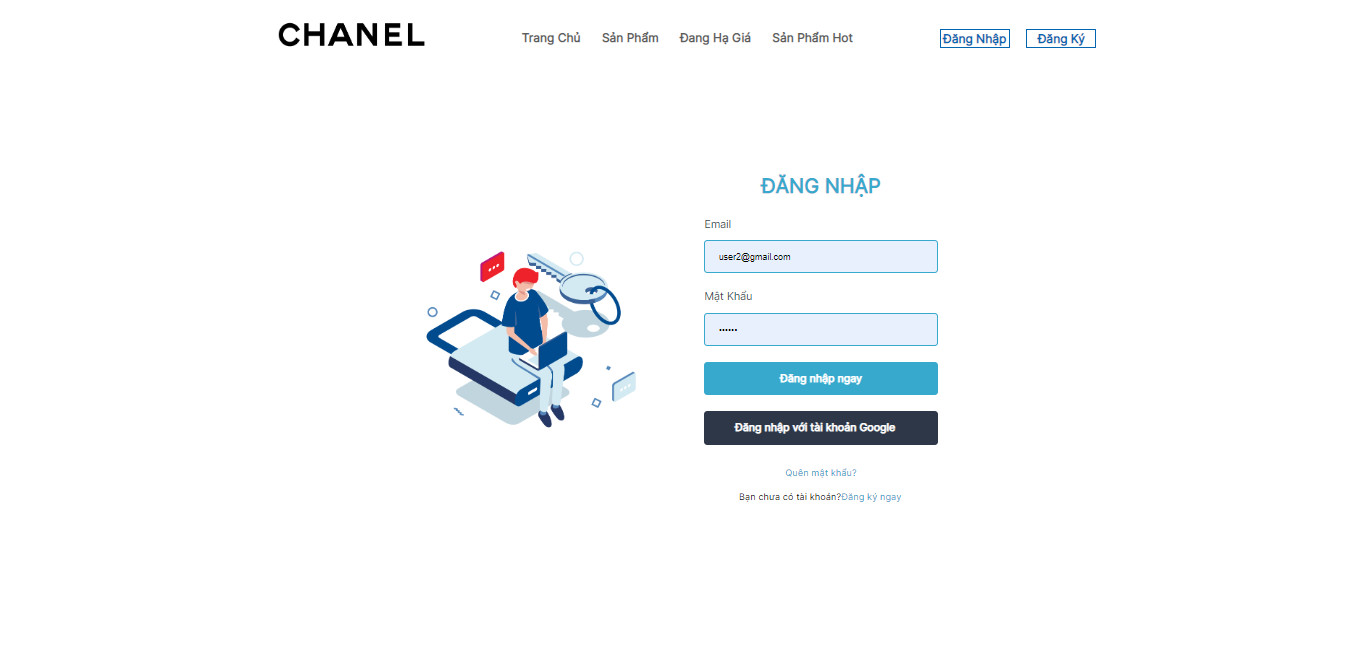 CHANEL
Trang Chủ
Sản Phẩm
Đang Hạ Giá
Sản Phẩm Hot
Đăng Nhập
Đăng Ký
ĐĂNG NHẬP
Email
user2@gmail.com
Mật Khẩu
••••••
Đăng nhập ngay
Đăng nhập với tài khoản Google
Quên mật khẩu?
Bạn chưa có tài khoản?Đăng ký ngay